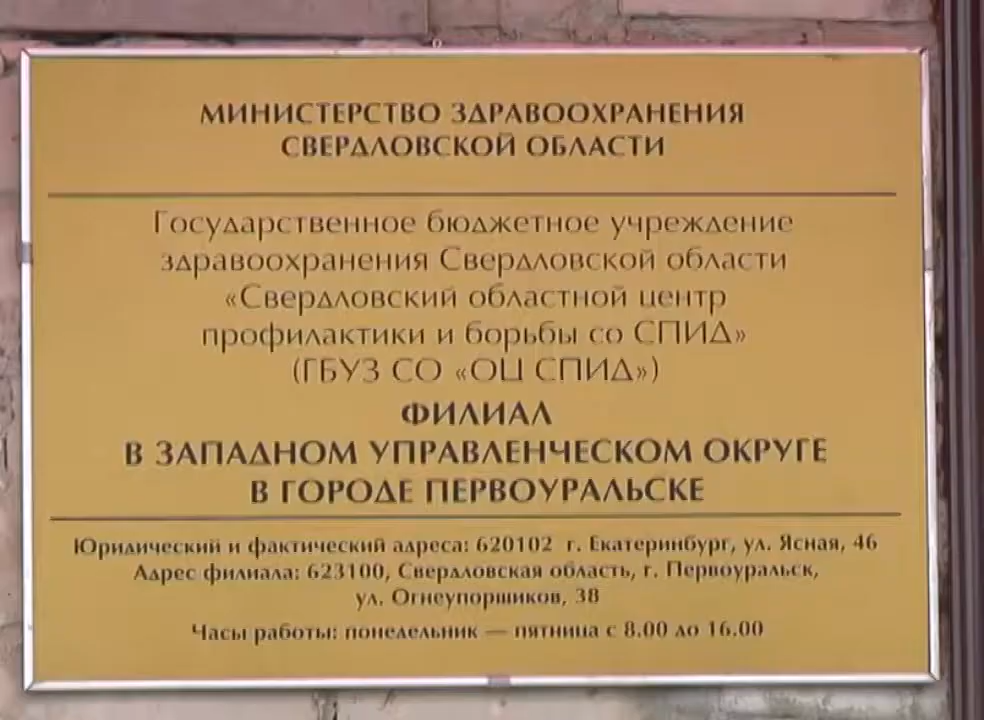 МИНИСТЕРСТВО ЗДРАВООХРАНЕНИЯ
СВЕРДЛОВСКОЙ ОБЛАСТИ
Государственное бюджетное учреждение
здравоохранения Свердловской области
«Свердловский областной центр
профилактики и борьбы со СПИД»
(ГБУЗ СО «ОЦ СПИД»)
ФИЛИАЛ
В ЗАПАДНОМ УПРАВЛЕНЧЕСКОМ ОКРУГЕ
В ГОРОДЕ ПЕРВОУРАЛЬСКЕ
Юридический и фактический адреса: 620102 г. Екатеринбург, ул. Ясная, 46
Адрес филиала: 623100, Свердловская область, г. Первоуральск,
ул. Огнеупорщиков, 38
Часы работы: понедельник — пятница с 8.00 до 16.00